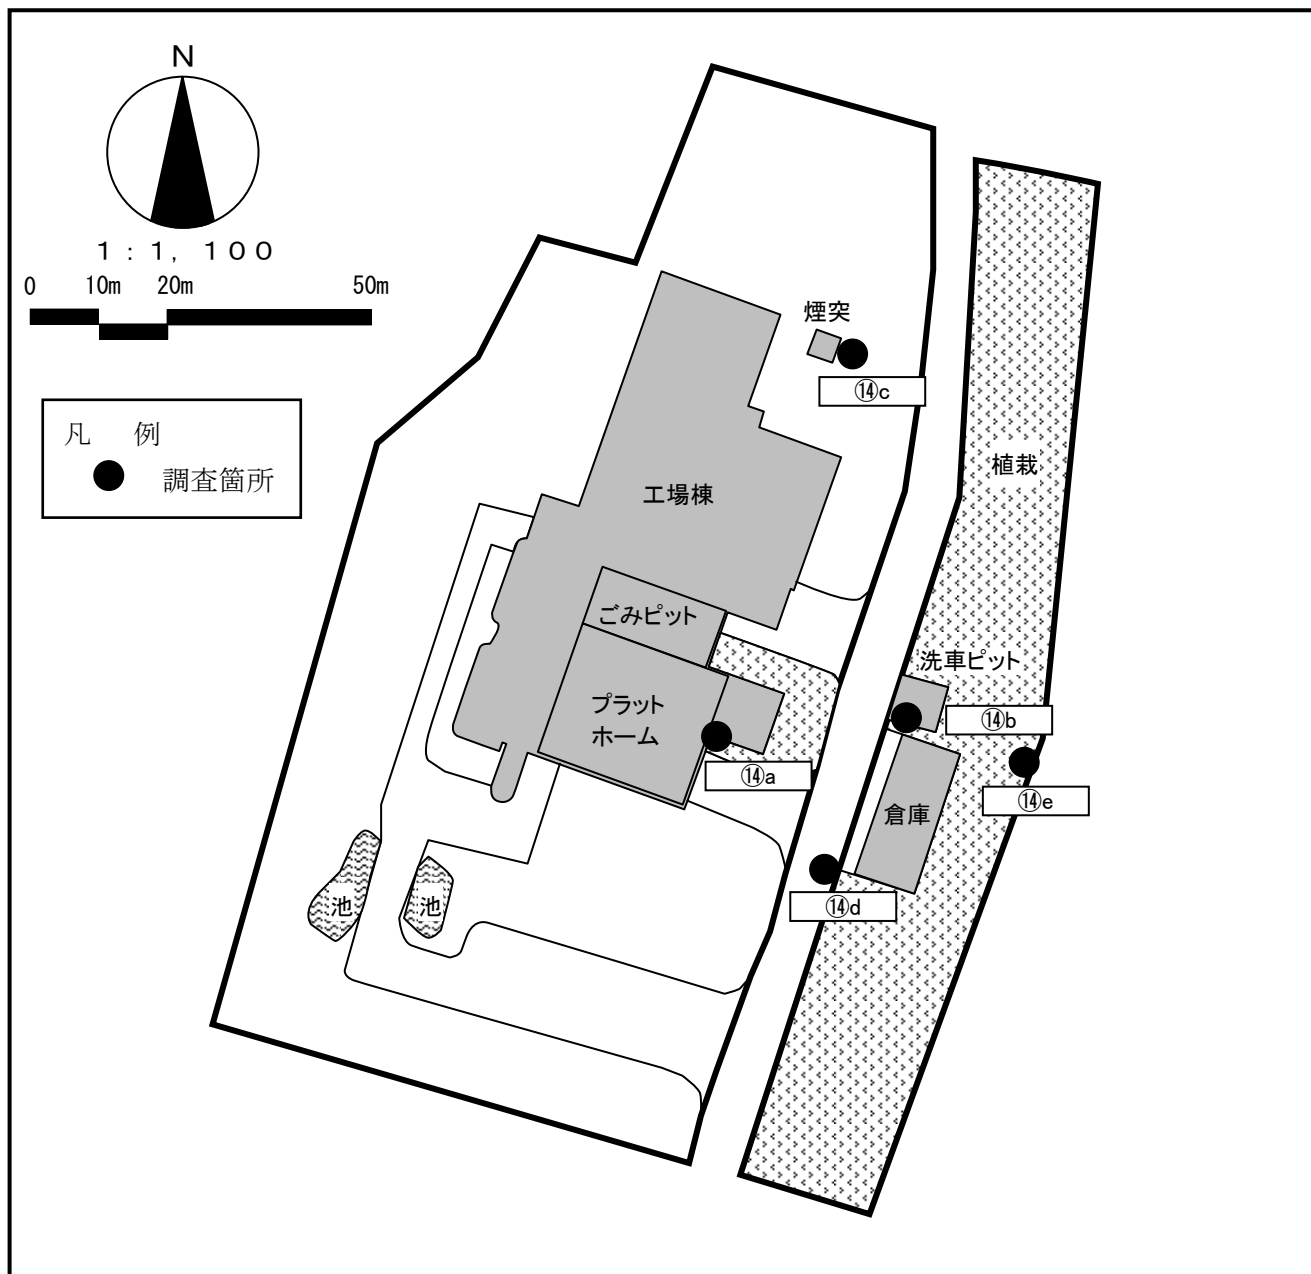 N
１：１，１００
0 10m 20m 50m
凡 例
調査箇所
煙突
⑭c
植栽
工場棟
ごみピット
洗車ピット
プラット
ホーム
⑭b
⑭a
⑭e
倉庫
池
池
⑭d